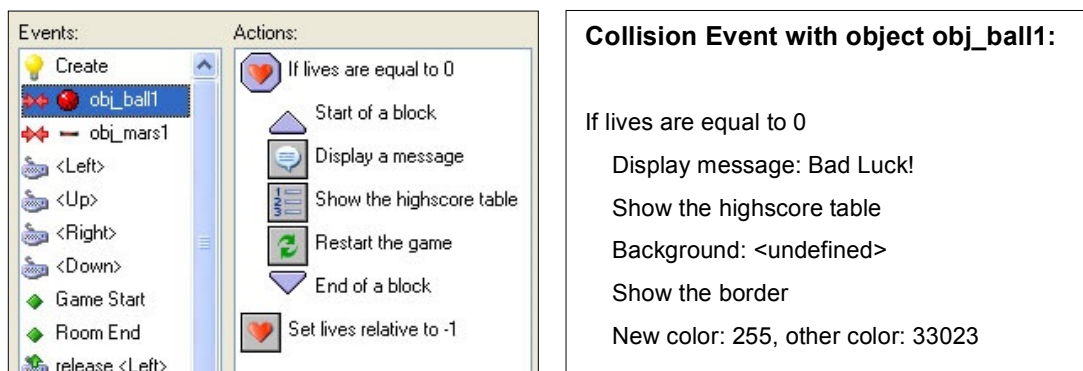 Events:
Create
obj_ball1
obj_mars1
<Left>
<Up>
<Right>
<Down>
Game Start
Room End
release <Left>
Actions:
If lives are equal to 0
Start of a block
Display a message
1
2
3
Show the highscore table
Restart the game
End of a block
Set lives relative to -1
Collision Event with object obj_ball1:
If lives are equal to 0
Display message: Bad Luck!
Show the highscore table
Background: <undefined>
Show the border
New color: 255, other color: 33023